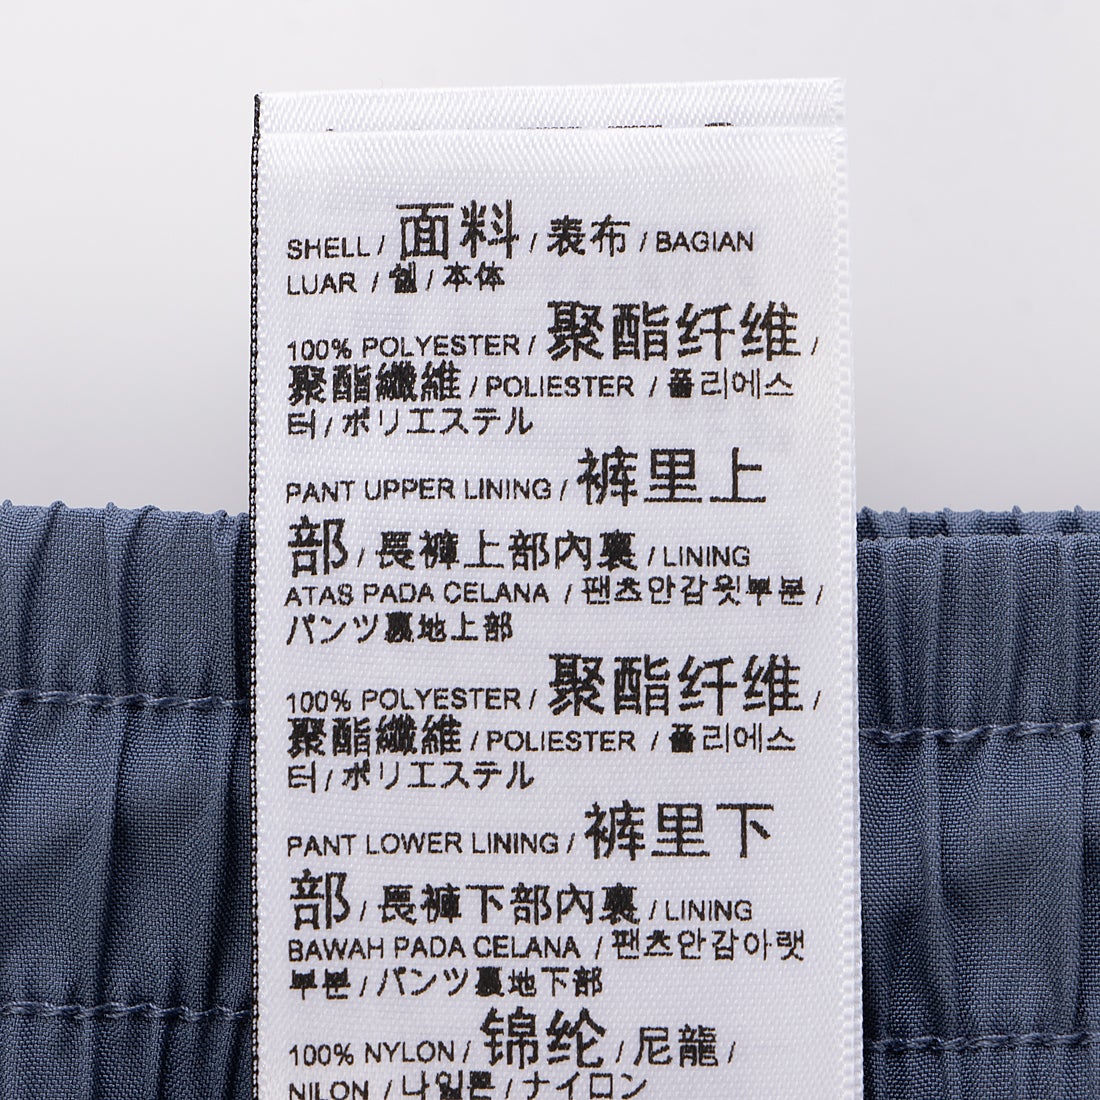 SHELL / 面料 / 表布 / BAGIAN
LUAR / 쉘 / 本体
100% POLYESTER / 聚酯纤维 /
聚酯纖維 / POLIESTER / 폴리에스
터 / ポリエステル
PANT UPPER LINING / 裤里上
部 / 長褲上部內裏 / LINING
ATAS PADA CELANA / 팬츠안감윗부분 /
パンツ裏地上部
100% POLYESTER / 聚酯纤维 /
聚酯纖維 / POLIESTER / 폴리에스
터 / ポリエステル
PANT LOWER LINING / 裤里下
部 / 長褲下部內裏 / LINING
BAWAH PADA CELANA / 팬츠안감아랫
부분 / パンツ裏地下部
100% NYLON / 锦纶 / 尼龍 /
NILON / 나일론 / ナイロン